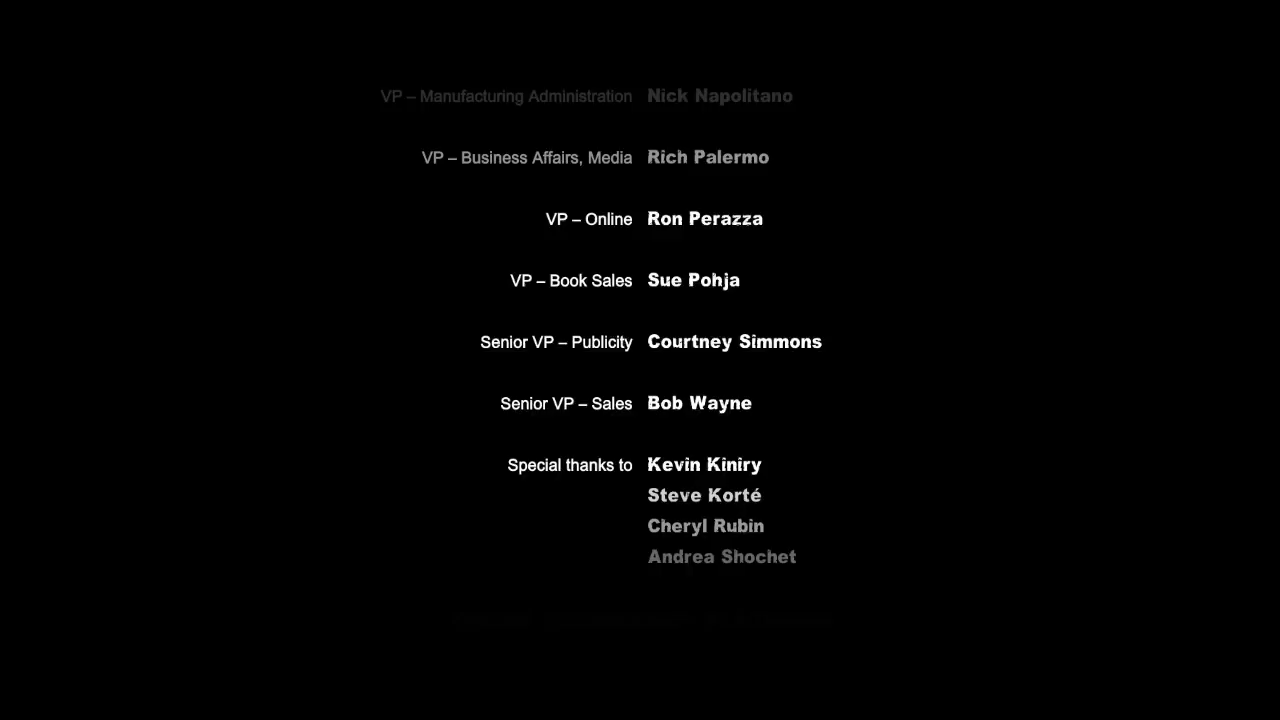 VP – Manufacturing Administration Nick Napolitano
VP – Business Affairs, Media Rich Palermo
VP – Online Ron Perazza
VP – Book Sales Sue Pohja
Senior VP – Publicity Courtney Simmons
Senior VP – Sales Bob Wayne
Special thanks to Kevin Kiniry
Steve Korté
Cheryl Rubin
Andrea Shochet